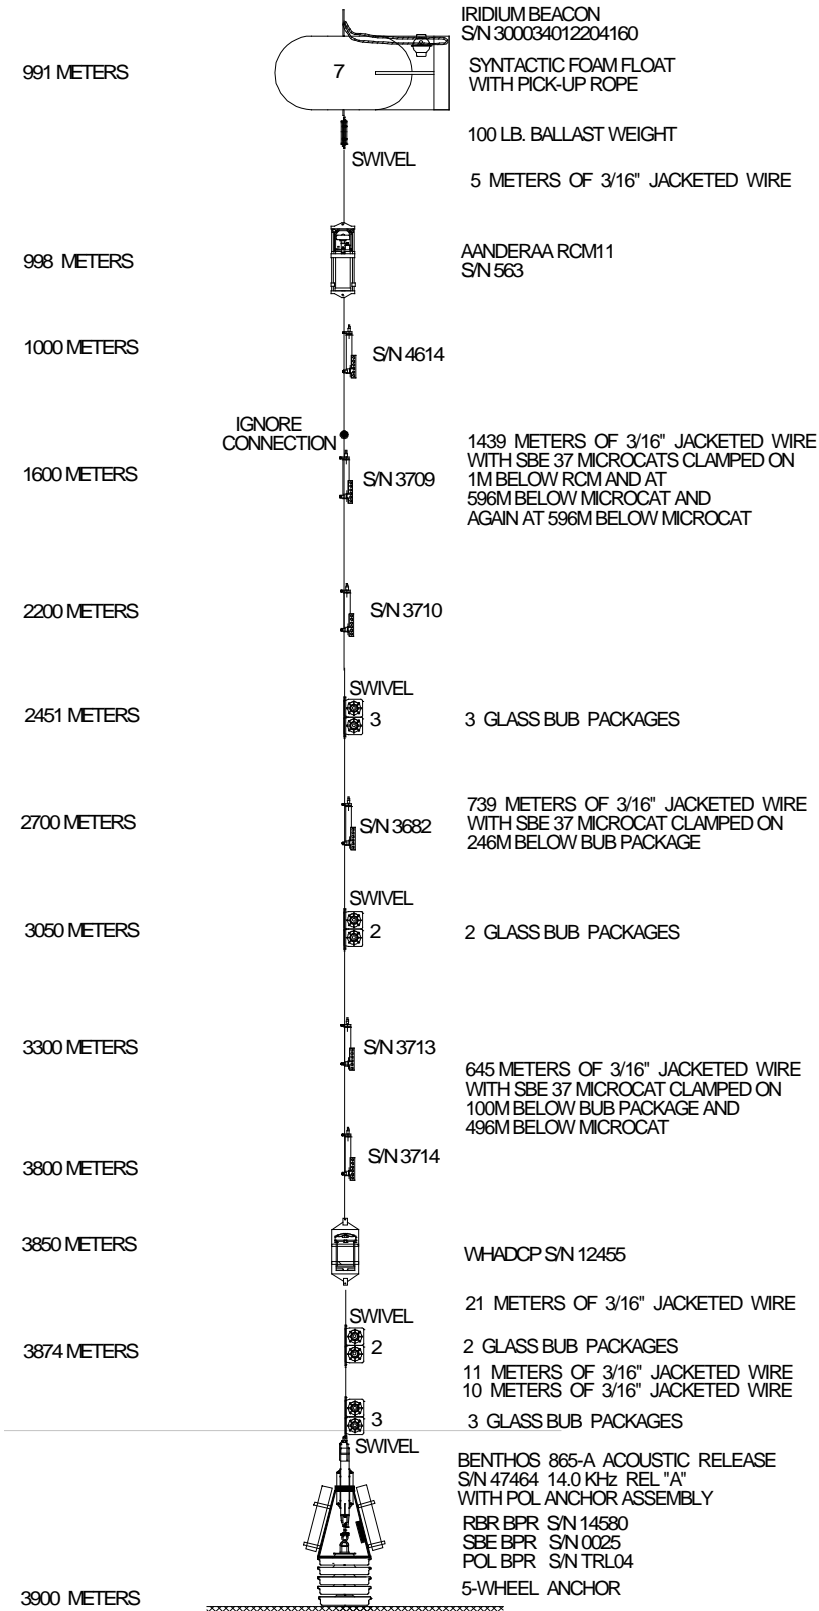 IRIDIUM BEACON
S/N 300034012204160
991 METERS
7
SYNTACTIC FOAM FLOAT
WITH PICK-UP ROPE
100 LB. BALLAST WEIGHT
SWIVEL
5 METERS OF 3/16" JACKETED WIRE
998 METERS
AANDERAA RCM11
S/N 563
1000 METERS
S/N 4614
IGNORE
CONNECTION
1439 METERS OF 3/16" JACKETED WIRE
WITH SBE 37 MICROCATS CLAMPED ON
1M BELOW RCM AND AT
596M BELOW MICROCAT AND
AGAIN AT 596M BELOW MICROCAT
1600 METERS
S/N 3709
2200 METERS
S/N 3710
SWIVEL
2451 METERS
3
3 GLASS BUB PACKAGES
2700 METERS
S/N 3682
739 METERS OF 3/16" JACKETED WIRE
WITH SBE 37 MICROCAT CLAMPED ON
246M BELOW BUB PACKAGE
SWIVEL
3050 METERS
2
2 GLASS BUB PACKAGES
3300 METERS
S/N 3713
645 METERS OF 3/16" JACKETED WIRE
WITH SBE 37 MICROCAT CLAMPED ON
100M BELOW BUB PACKAGE AND
496M BELOW MICROCAT
3800 METERS
S/N 3714
3850 METERS
WHADCP S/N 12455
21 METERS OF 3/16" JACKETED WIRE
SWIVEL
3874 METERS
2
2 GLASS BUB PACKAGES
11 METERS OF 3/16" JACKETED WIRE
10 METERS OF 3/16" JACKETED WIRE
3
3 GLASS BUB PACKAGES
SWIVEL
BENTHOS 865-A ACOUSTIC RELEASE
S/N 47464 14.0 KHz REL "A"
WITH POL ANCHOR ASSEMBLY
RBR BPR S/N 14580
SBE BPR S/N 0025
POL BPR S/N TRL04
5-WHEEL ANCHOR
3900 METERS